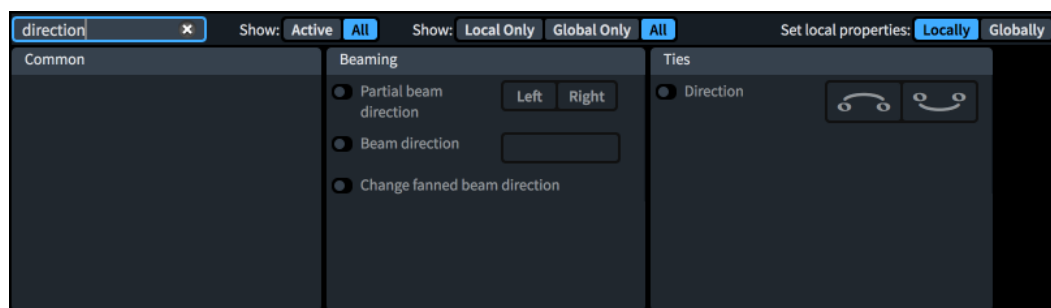 direction Show: Active All Show: Local Only Global Only All Set local properties: Locally Globally
Common
Beaming
Partial beam
direction
Left Right
Beam direction
Change fanned beam direction
Ties
Direction